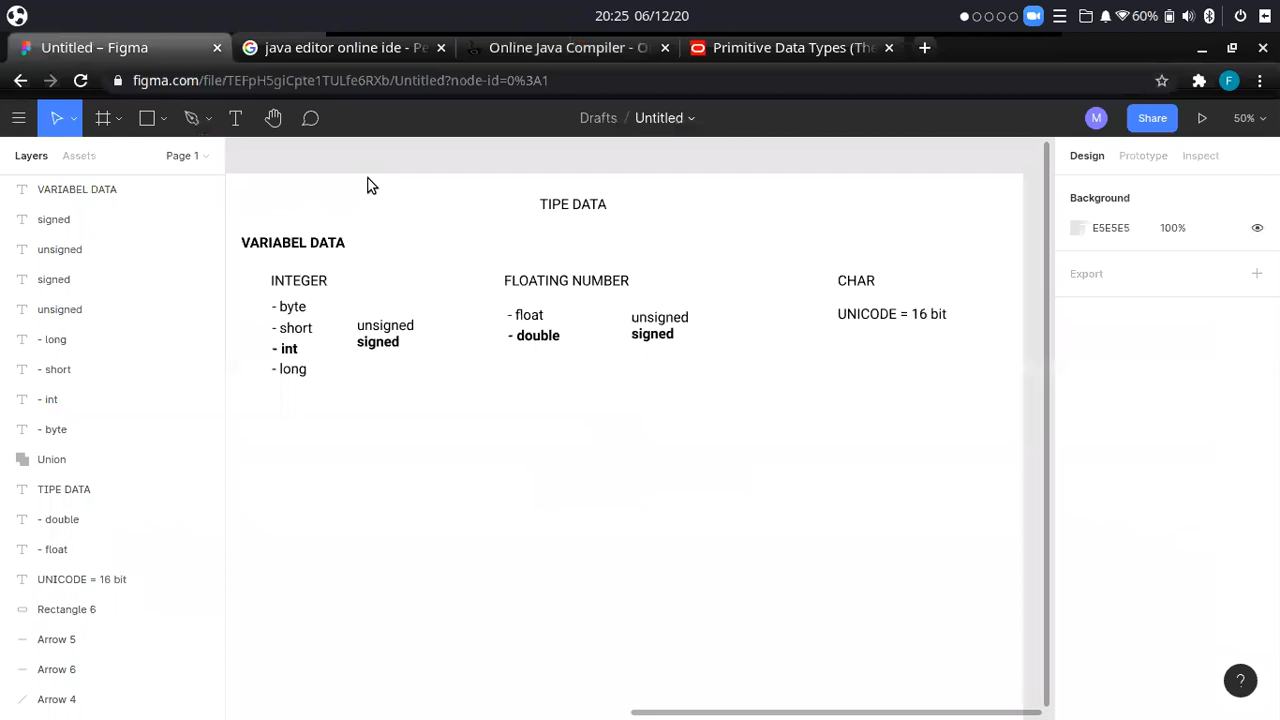 20:25 06/12/20
60%
Untitled – Figma
java editor online ide - Pe
Online Java Compiler - O
Primitive Data Types (The
figma.com/file/TEFpH5giCpte1TULfe6RXb/Untitled?node-id=0%3A1
F
Drafts / Untitled
M
Share
50%
Layers
Assets
Page 1
Design
Prototype
Inspect
VARIABEL DATA
signed
unsigned
signed
unsigned
- long
- short
- int
- byte
Union
TIPE DATA
- double
- float
UNICODE = 16 bit
Rectangle 6
Arrow 5
Arrow 6
Arrow 4
TIPE DATA
VARIABEL DATA
INTEGER
- byte
- short
- int
- long
unsigned
signed
FLOATING NUMBER
- float
- double
unsigned
signed
CHAR
UNICODE = 16 bit
Background
E5E5E5 100%
Export
?